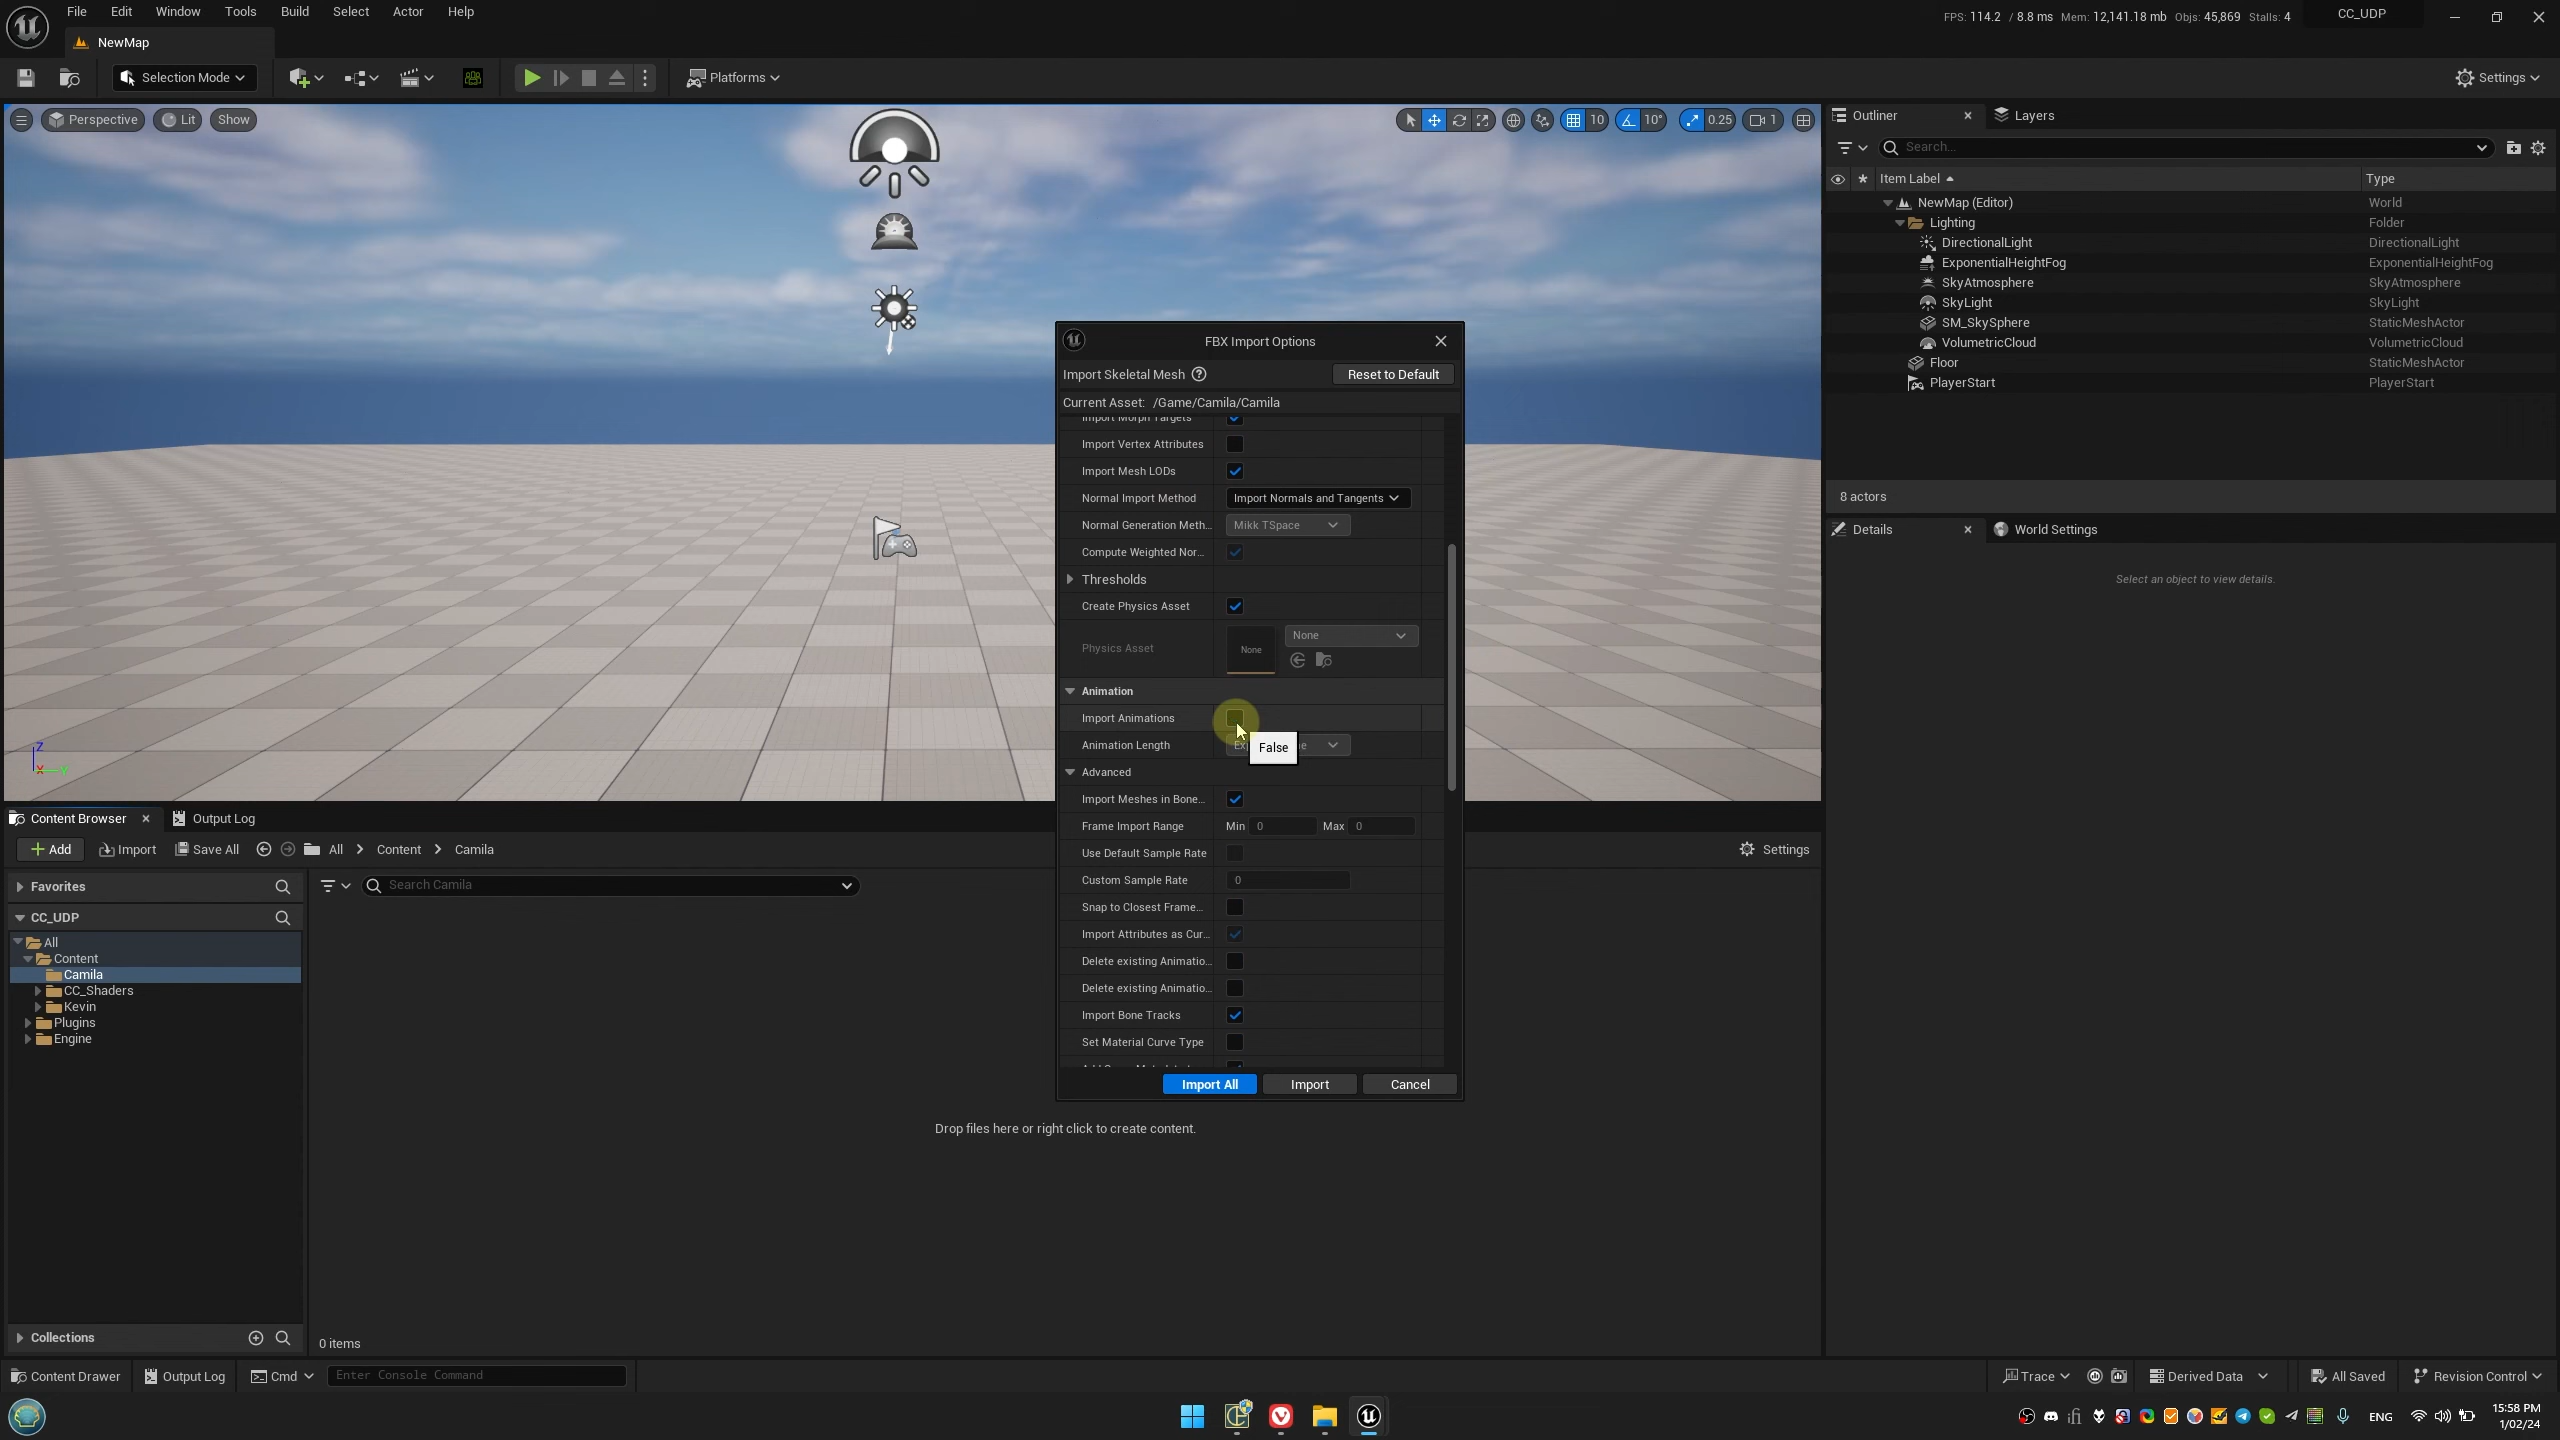 File Edit Window Tools Build Select Actor Help
FPS: 114.2 / 8.8 ms Mem: 12,141.18 mb Objs: 45,869 Stalls: 4
CC_UDP
NewMap
Selection Mode
Platforms
Settings
Perspective Lit Show
10 10° 0.25 1
Outliner
Layers
Search...
Item Label Type
NewMap (Editor) World
Lighting Folder
DirectionalLight DirectionalLight
ExponentialHeightFog ExponentialHeightFog
SkyAtmosphere SkyAtmosphere
SkyLight SkyLight
SM_SkySphere StaticMeshActor
VolumetricCloud VolumetricCloud
Floor StaticMeshActor
PlayerStart PlayerStart
8 actors
Details
World Settings
Select an object to view details.
FBX Import Options
Import Skeletal Mesh
Reset to Default
Current Asset: /Game/Camila/Camila
Import Morph Targets
Import Vertex Attributes
Import Mesh LODs
Normal Import Method Import Normals and Tangents
Normal Generation Meth... Mikk TSpace
Compute Weighted Nor...
Thresholds
Create Physics Asset
Physics Asset None None
Animation
Import Animations
Animation Length
False
Advanced
Import Meshes in Bone...
Frame Import Range Min 0 Max 0
Use Default Sample Rate
Custom Sample Rate 0
Snap to Closest Frame...
Import Attributes as Cur...
Delete existing Animatio...
Delete existing Animatio...
Import Bone Tracks
Set Material Curve Type
Import All Import Cancel
Z
X Y
Content Browser
Output Log
Add Import Save All All > Content > Camila
Settings
Favorites
Search Camila
CC_UDP
All
Content
Camila
CC_Shaders
Kevin
Plugins
Engine
Drop files here or right click to create content.
Collections
0 items
Content Drawer Output Log Cmd Enter Console Command
Trace Derived Data All Saved Revision Control
ENG
15:58 PM
1/02/24